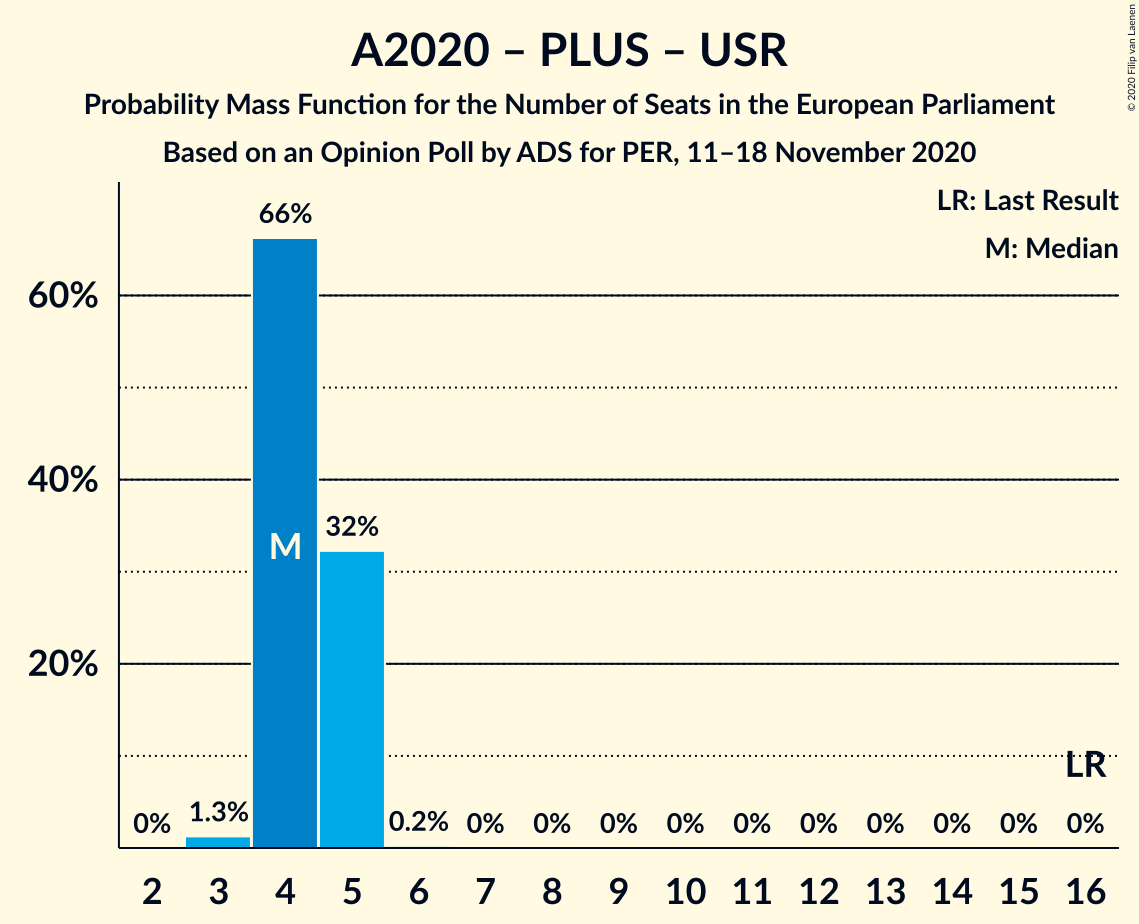 A2020 – PLUS – USR
Probability Mass Function for the Number of Seats in the European Parliament
Based on an Opinion Poll by ADS for PER, 11–18 November 2020
© 2020 Filip van Laenen
LR: Last Result
M: Median
60%
40%
20%
0%
1.3%
66%
M
32%
0.2%
0%
0%
0%
0%
0%
0%
0%
0%
0%
LR
0%
2 3 4 5 6 7 8 9 10 11 12 13 14 15 16